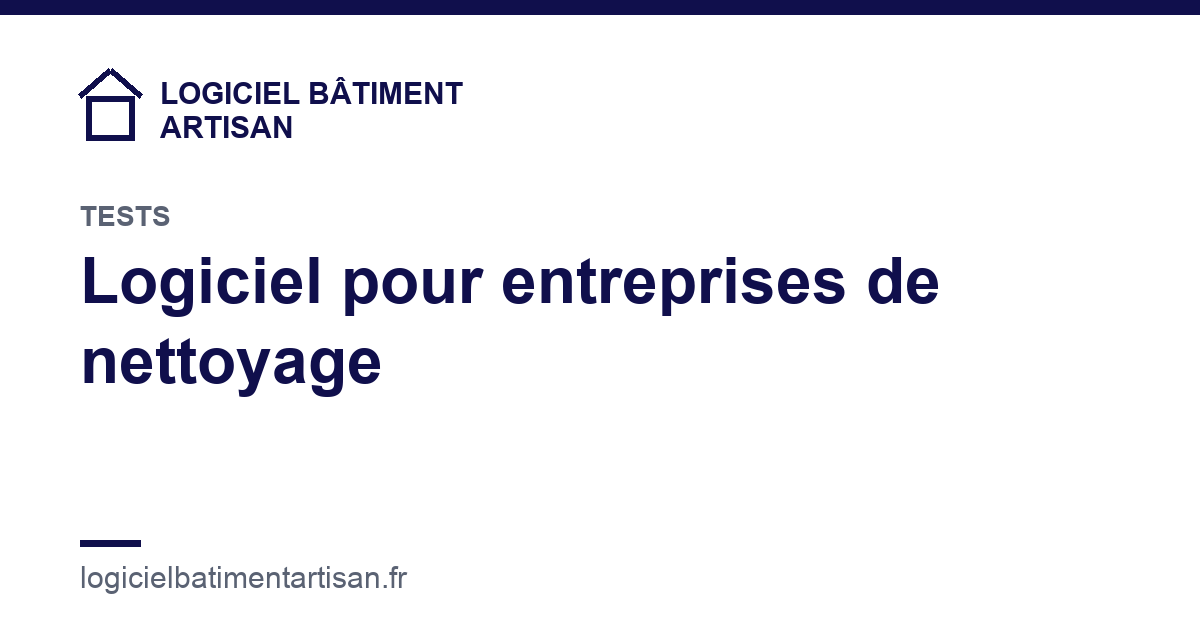 LOGICIEL BÂTIMENT
ARTISAN
TESTS
Logiciel pour entreprises de
nettoyage
logicielbatimentartisan.fr